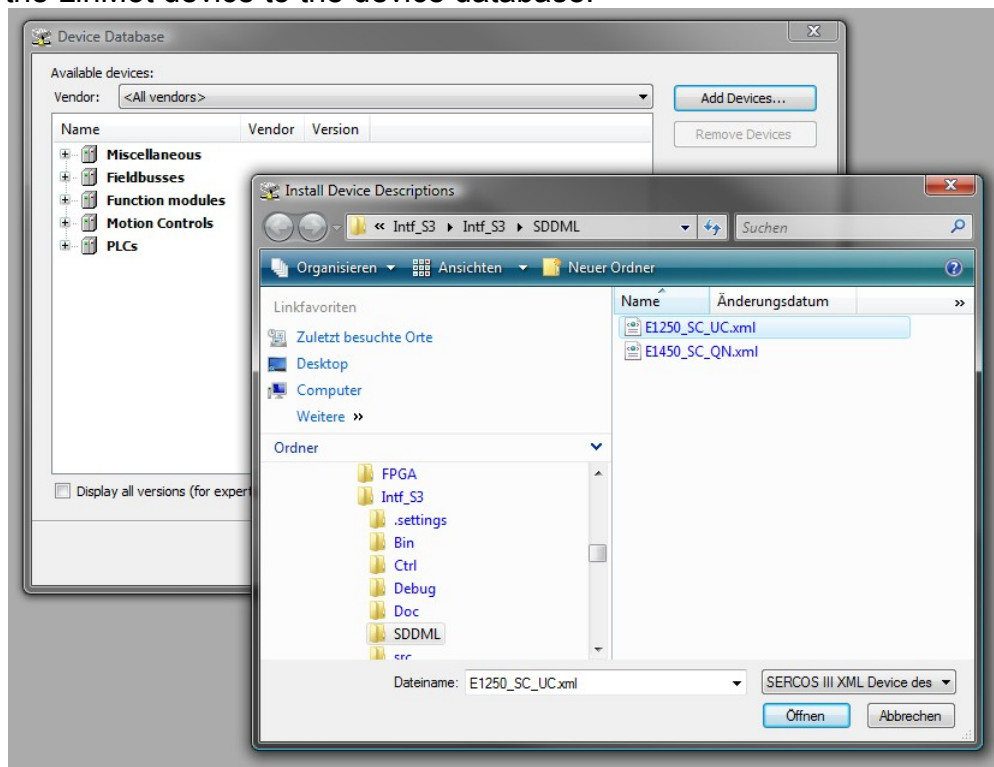 the LinMot device to the device database.
Device Database
Available devices:
Vendor: <All vendors>
Add Devices...
Name Vendor Version
Remove Devices
Miscellaneous
Fieldbusses
Function modules
Motion Controls
PLCs
Display all versions (for expert
Install Device Descriptions
« Intf_S3 Intf_S3 SDDML
Suchen
Organisieren Ansichten Neuer Ordner
Linkfavoriten
Zuletzt besuchte Orte
Desktop
Computer
Weitere »
Ordner
FPGA
Intf_S3
.settings
Bin
Ctrl
Debug
Doc
SDDML
src
Name Änderungsdatum »
E1250_SC_UC.xml
E1450_SC_QN.xml
Dateiname: E1250_SC_UC.xml
SERCOS III XML Device des
Öffnen Abbrechen